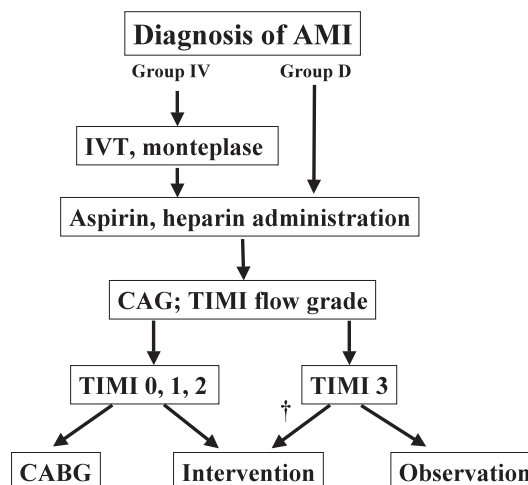 Diagnosis of AMI
Group IV Group D
IVT, monteplase
Aspirin, heparin administration
CAG; TIMI flow grade
TIMI 0, 1, 2 TIMI 3
†
CABG Intervention Observation